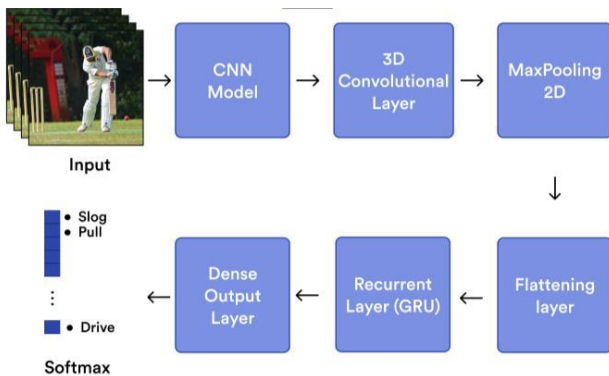 CNN
Model
3D
Convolutional
Layer
MaxPooling
2D
Input
Flattening
layer
Recurrent
Layer (GRU)
Dense
Output
Layer
• Slog
• Pull
• Drive
Softmax